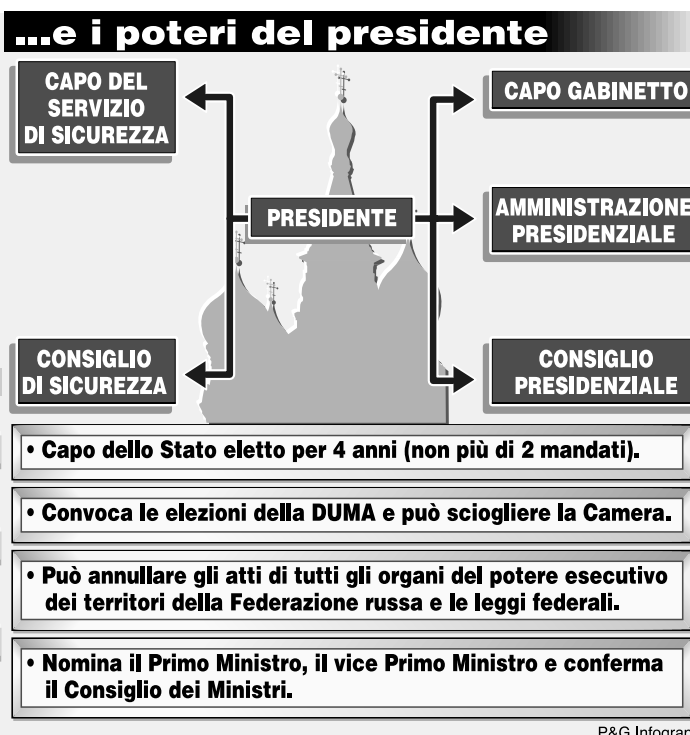 ...e i poteri del presidente
CAPO DEL
SERVIZIO
DI SICUREZZA
CAPO GABINETTO
PRESIDENTE
AMMINISTRAZIONE
PRESIDENZIALE
CONSIGLIO
DI SICUREZZA
CONSIGLIO
PRESIDENZIALE
• Capo dello Stato eletto per 4 anni (non più di 2 mandati).
• Convoca le elezioni della DUMA e può sciogliere la Camera.
• Può annullare gli atti di tutti gli organi del potere esecutivo
dei territori della Federazione russa e le leggi federali.
• Nomina il Primo Ministro, il vice Primo Ministro e conferma
il Consiglio dei Ministri.
P&G Infograp